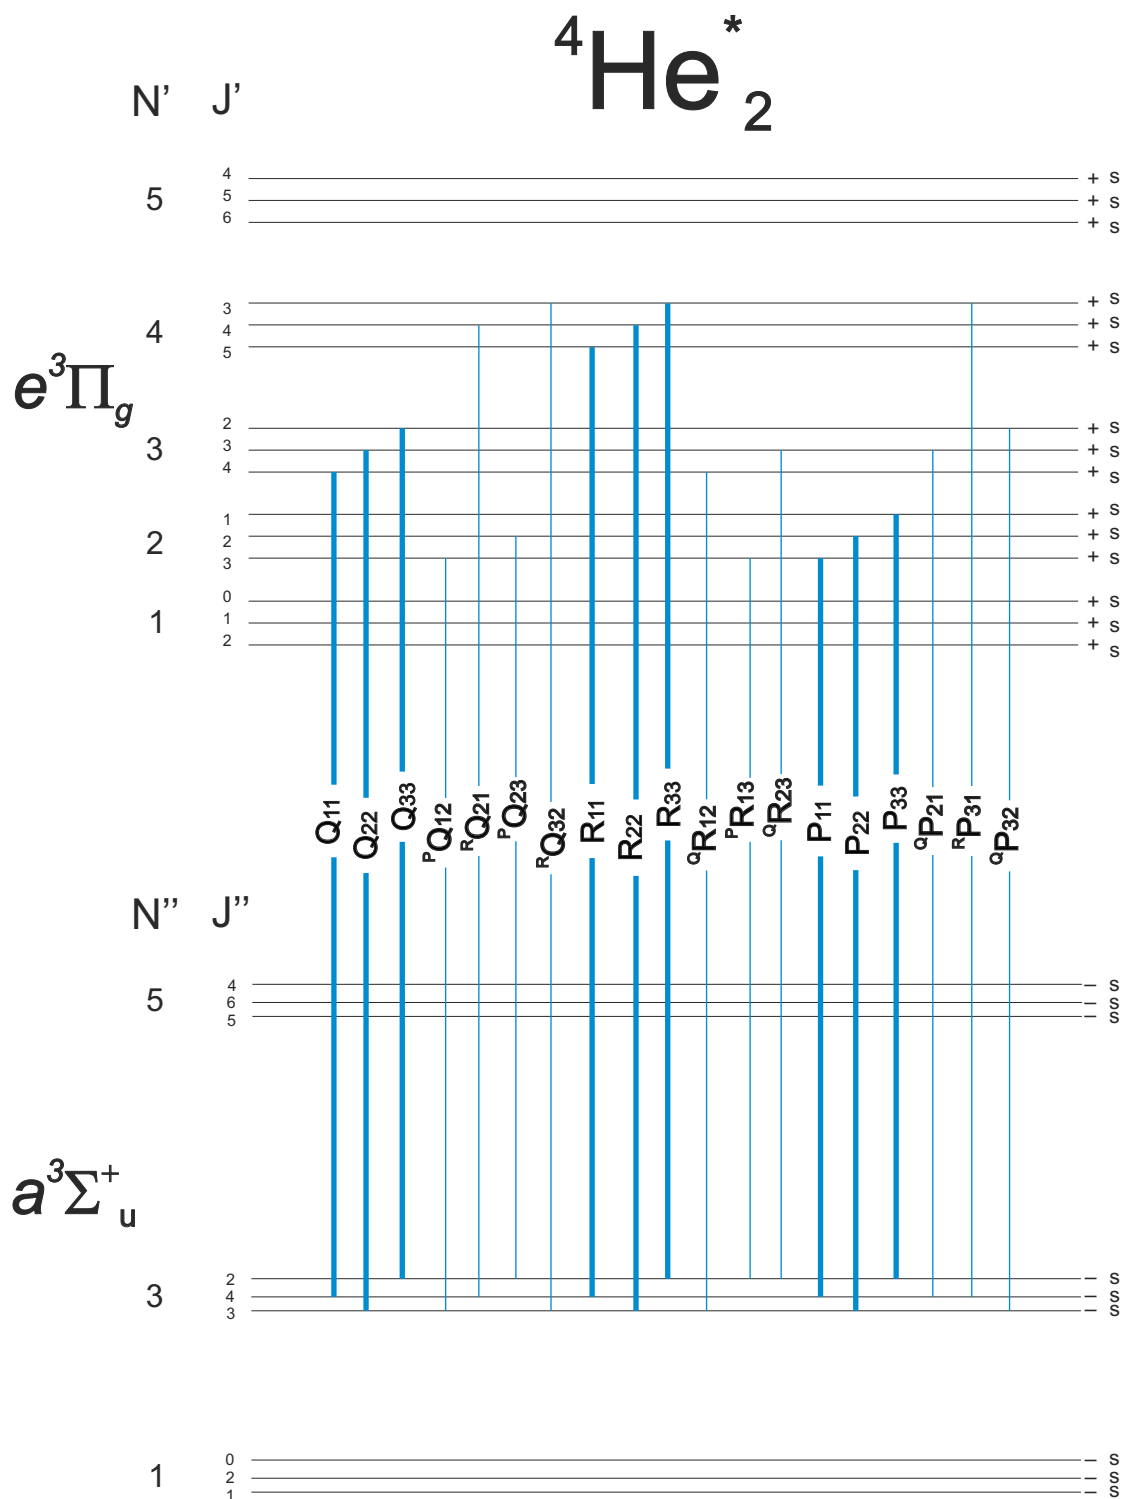 4He*2
N’ J’
5 4 + s
5 + s
6 + s
4 3 + s
4 + s
5 + s
e3Πg
3 2 + s
3 + s
4 + s
2 1 + s
2 + s
3 + s
1 0 + s
1 + s
2 + s
Q11 Q22 Q33 PQ12 RQ21 PQ23 RQ32 R11 R22 R33 QR12 PR13 QR23 P11 P22 P33 QP21 RP31 QP32
N’’ J’’
5 4 – s
6 – s
5 – s
a3Σ+u
3 2 – s
4 – s
3 – s
1 0 – s
2 – s
1 – s